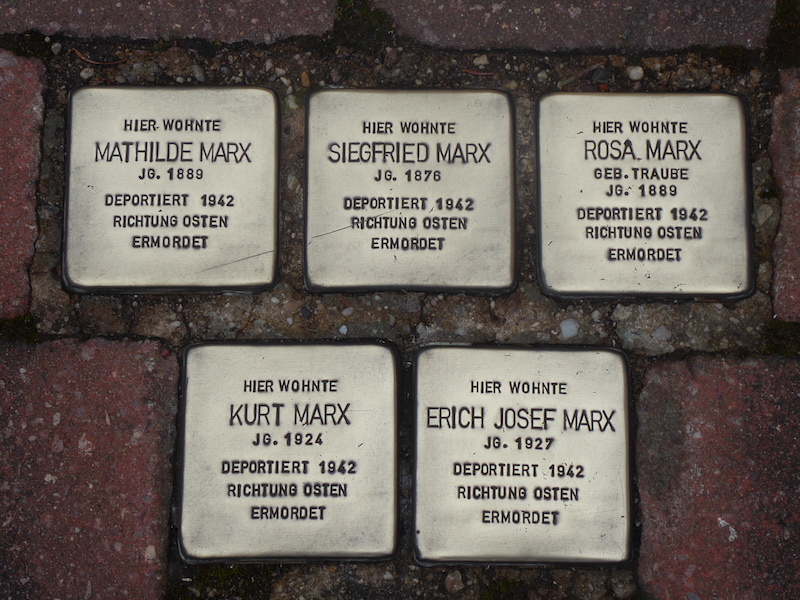 HIER WOHNTE
MATHILDE MARX
JG. 1889
DEPORTIERT 1942
RICHTUNG OSTEN
ERMORDET
HIER WOHNTE
SIEGFRIED MARX
JG. 1876
DEPORTIERT 1942
RICHTUNG OSTEN
ERMORDET
HIER WOHNTE
ROSA MARX
GEB. TRAUBE
JG. 1889
DEPORTIERT 1942
RICHTUNG OSTEN
ERMORDET
HIER WOHNTE
KURT MARX
JG. 1924
DEPORTIERT 1942
RICHTUNG OSTEN
ERMORDET
HIER WOHNTE
ERICH JOSEF MARX
JG. 1927
DEPORTIERT 1942
RICHTUNG OSTEN
ERMORDET